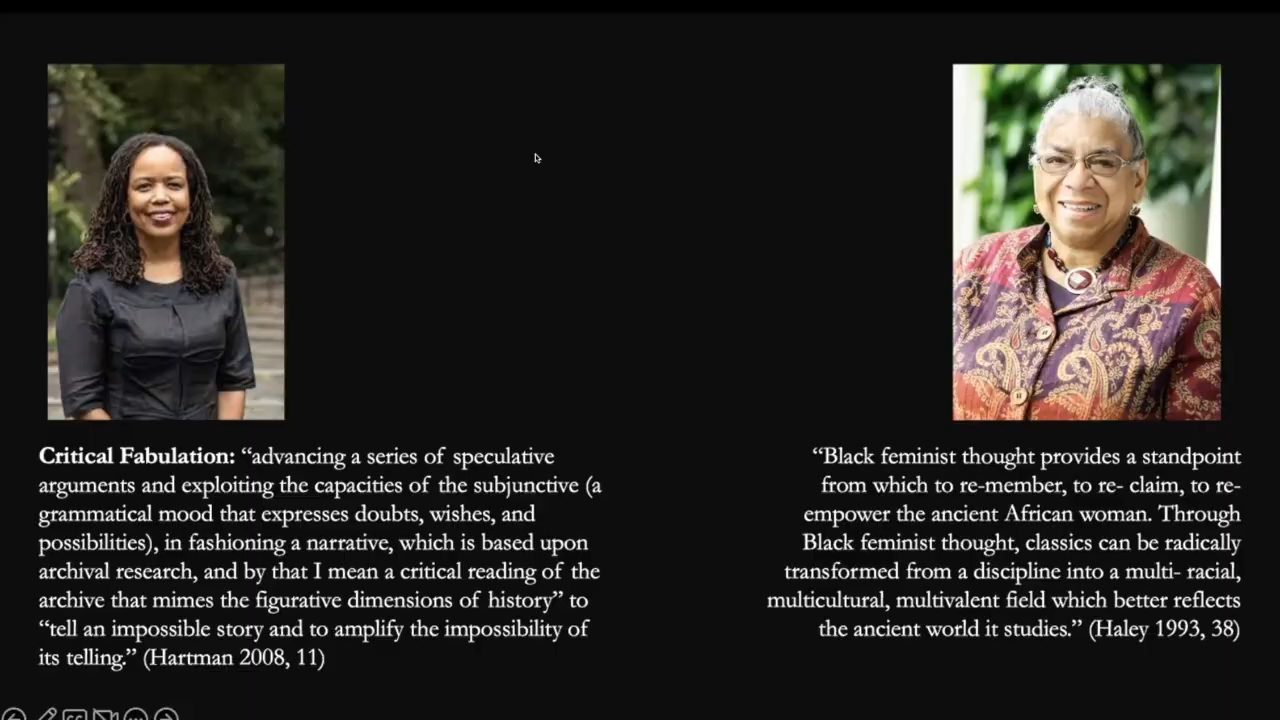 Critical Fabulation: “advancing a series of speculative
arguments and exploiting the capacities of the subjunctive (a
grammatical mood that expresses doubts, wishes, and
possibilities), in fashioning a narrative, which is based upon
archival research, and by that I mean a critical reading of the
archive that mimes the figurative dimensions of history” to
“tell an impossible story and to amplify the impossibility of
its telling.” (Hartman 2008, 11)
“Black feminist thought provides a standpoint
from which to re-member, to re- claim, to re-
empower the ancient African woman. Through
Black feminist thought, classics can be radically
transformed from a discipline into a multi- racial,
multicultural, multivalent field which better reflects
the ancient world it studies.” (Haley 1993, 38)